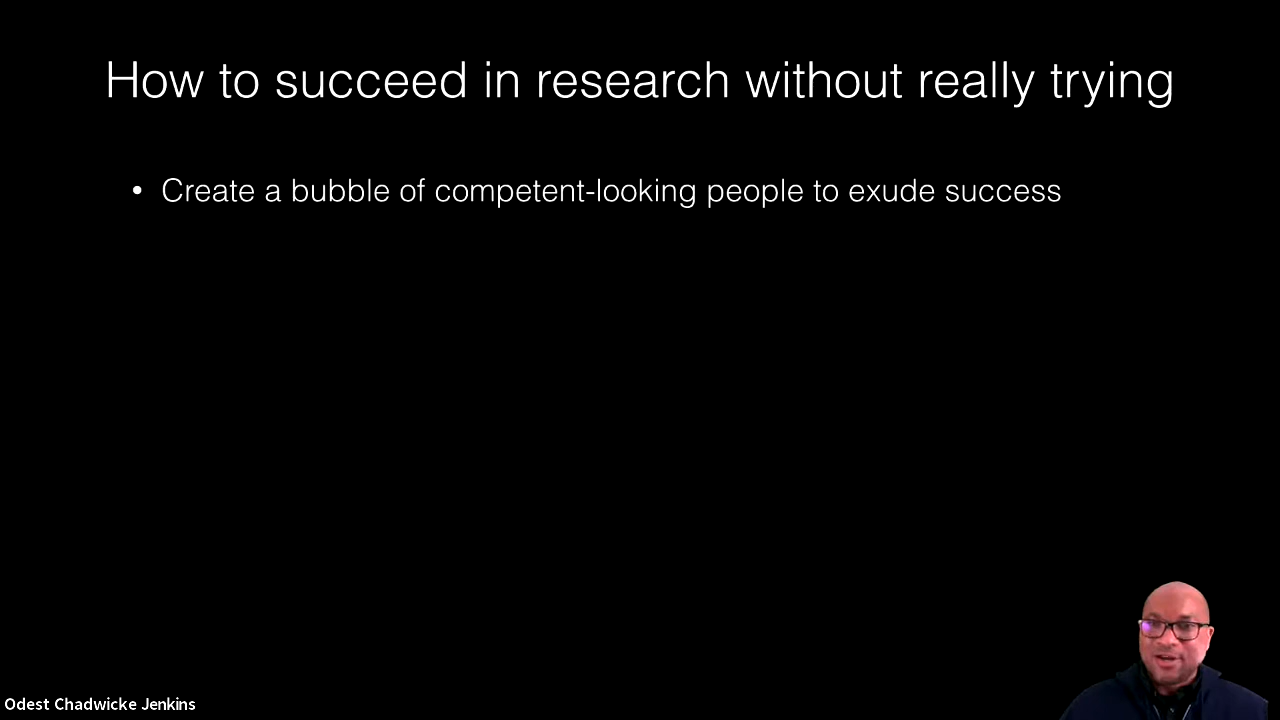 How to succeed in research without really trying
• Create a bubble of competent-looking people to exude success
Odest Chadwicke Jenkins